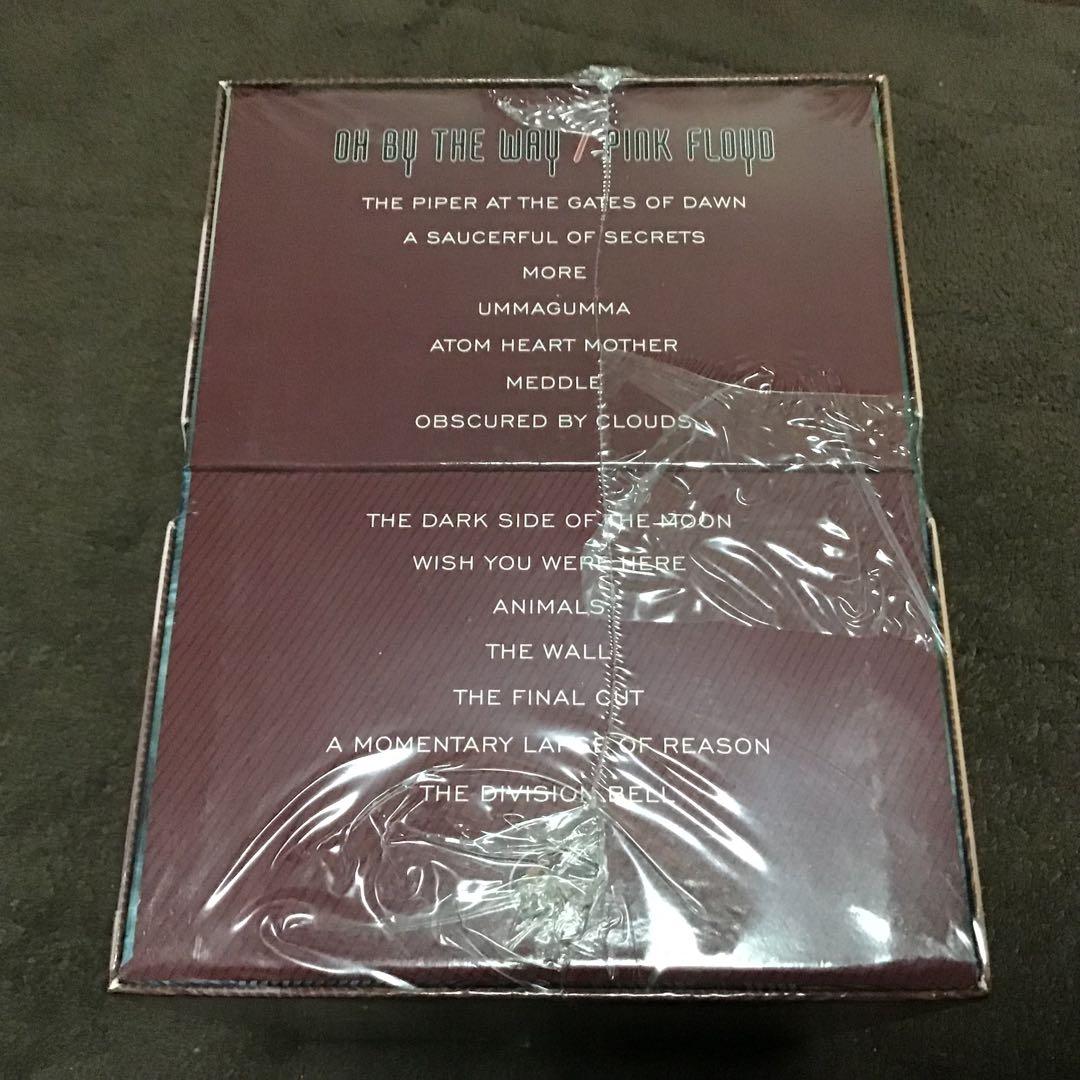 OH BY THE WAY / PINK FLOYD
THE PIPER AT THE GATES OF DAWN
A SAUCERFUL OF SECRETS
MORE
UMMAGUMMA
ATOM HEART MOTHER
MEDDLE
OBSCURED BY CLOUDS
THE DARK SIDE OF THE MOON
WISH YOU WERE HERE
ANIMALS
THE WALL
THE FINAL CUT
A MOMENTARY LAPSE OF REASON
THE DIVISION BELL